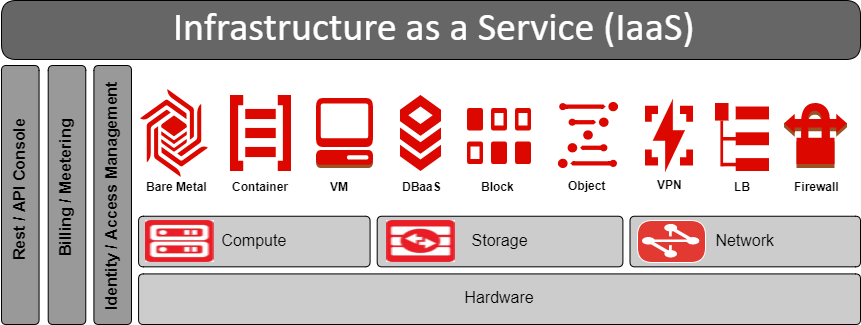 Infrastructure as a Service (IaaS)
Rest / API Console
Billing / Meetering
Identity / Access Management
Bare Metal
Container
VM
DBaaS
Block
Object
VPN
LB
Firewall
Compute
Storage
Network
Hardware